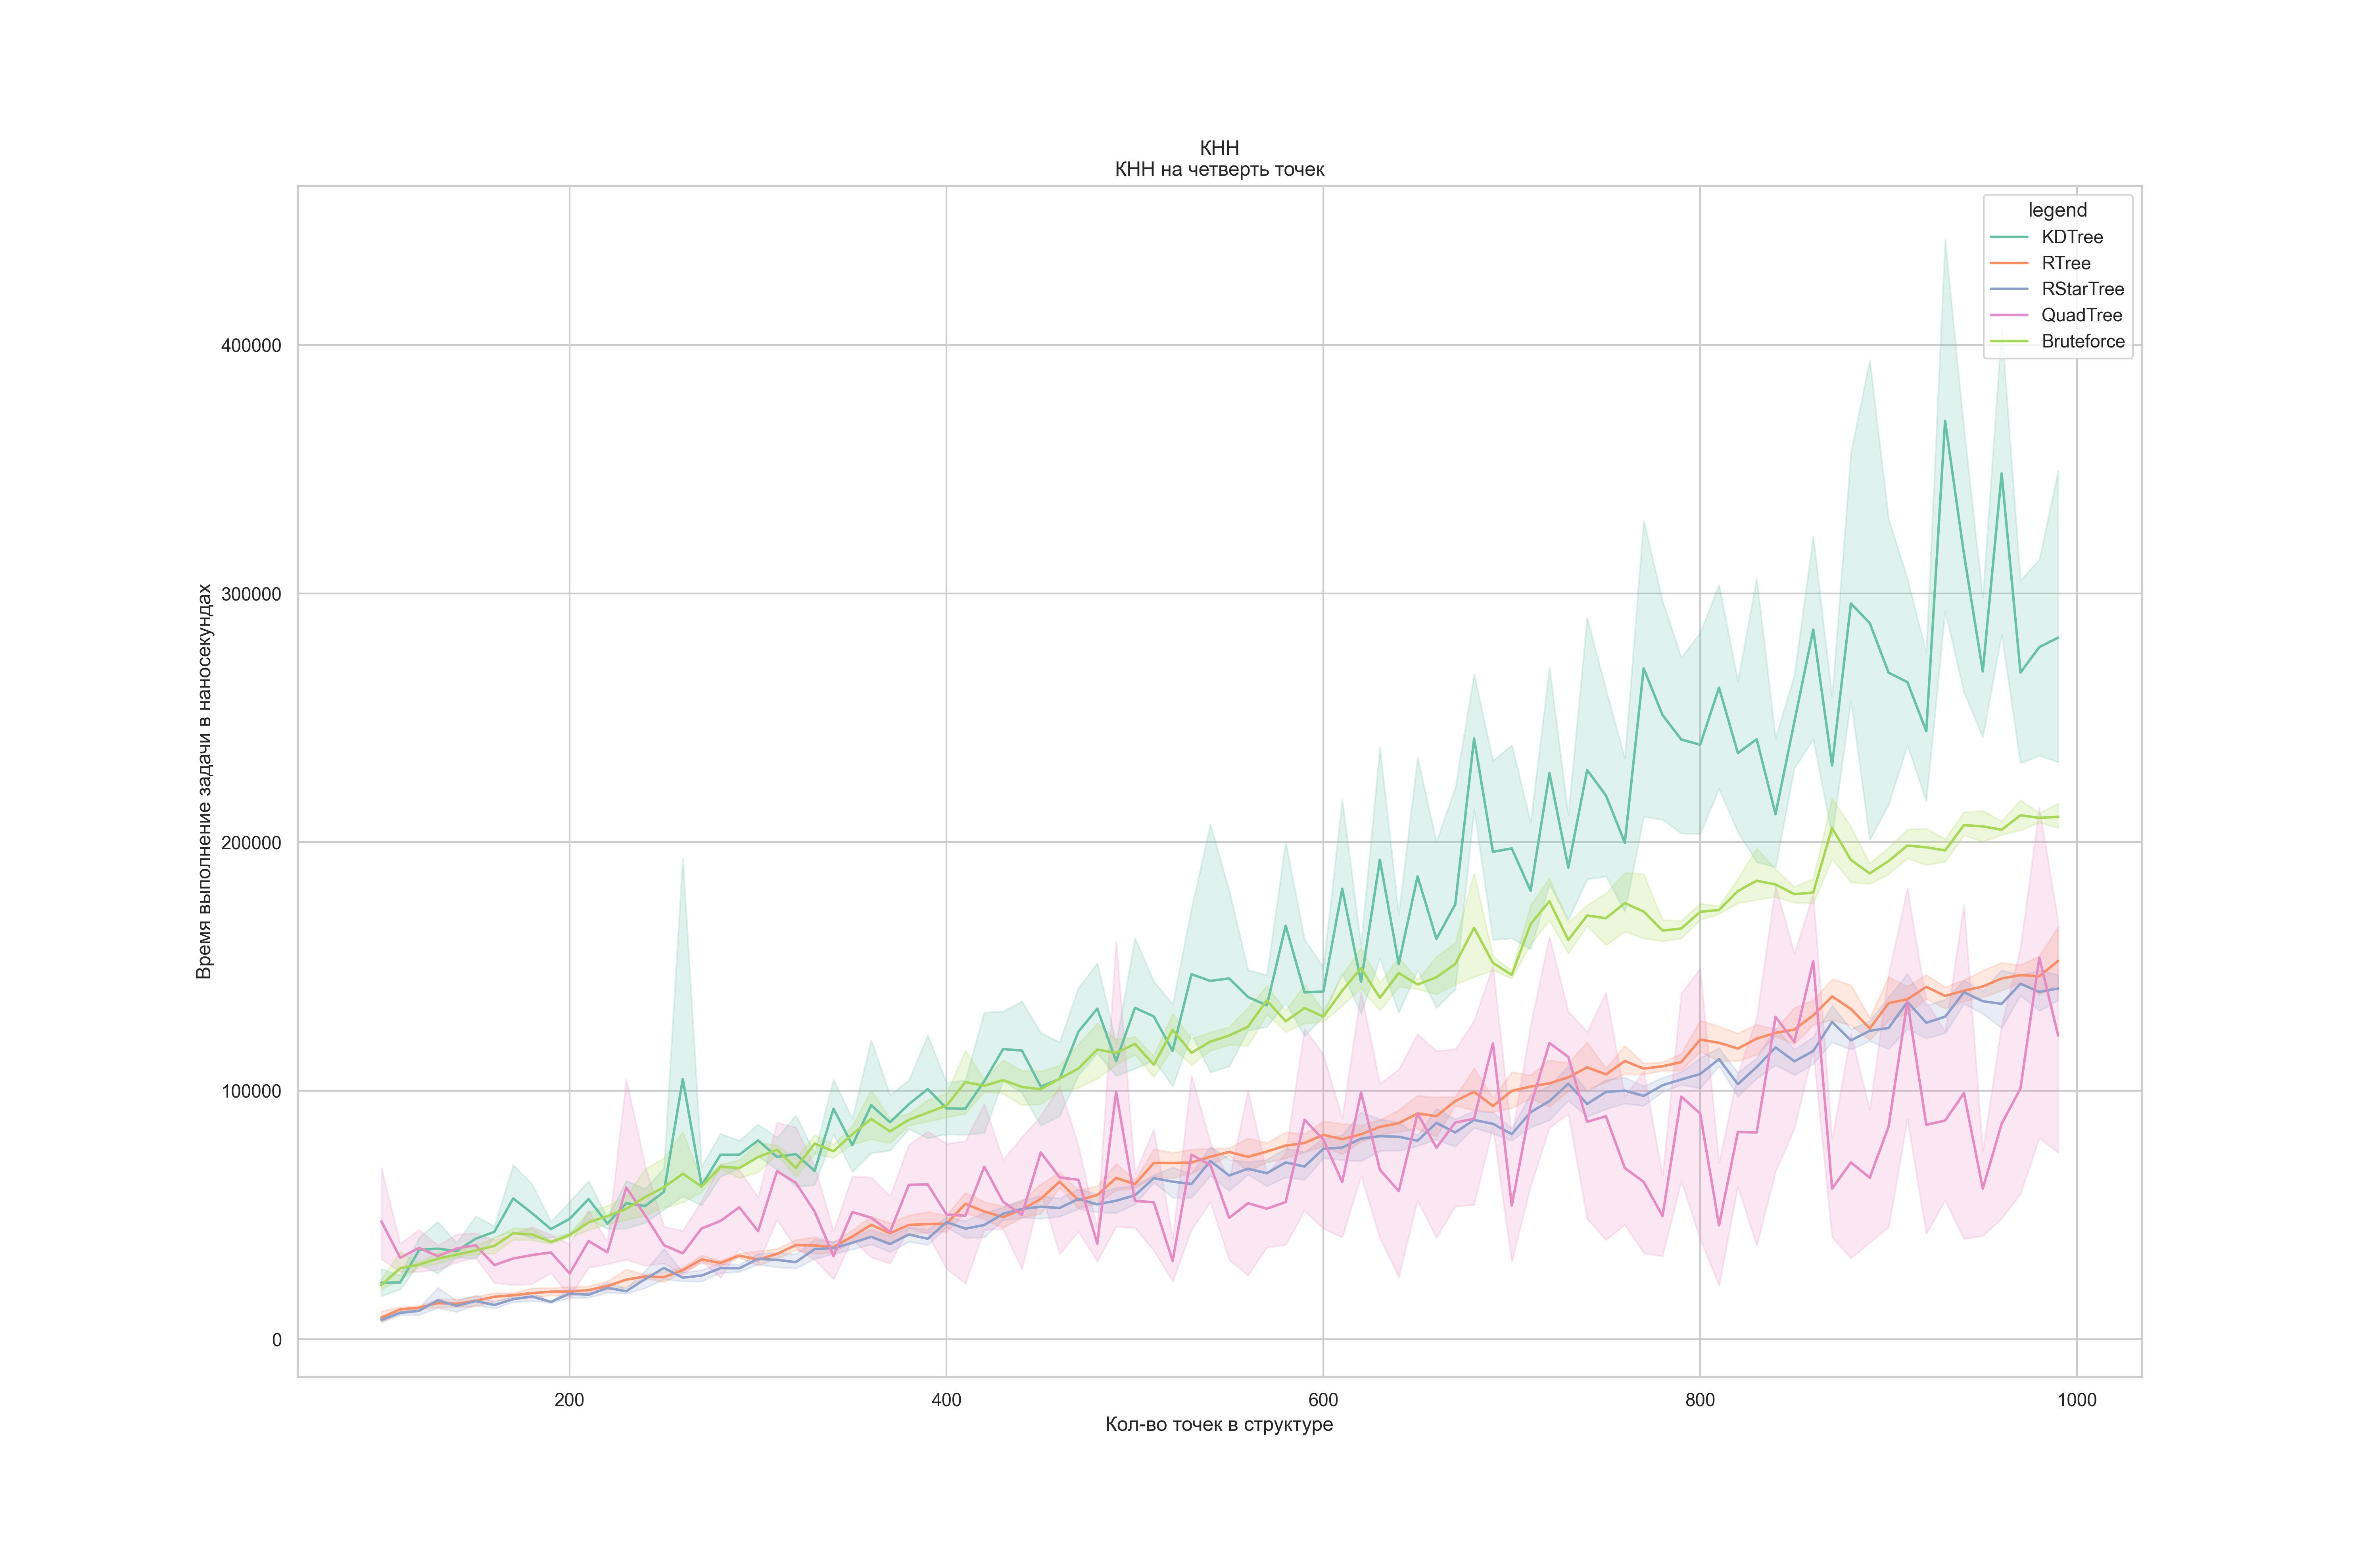 КНН
КНН на четверть точек
legend
KDTree
RTree
RStarTree
QuadTree
Bruteforce
Время выполнение задачи в наносекундах
400000
300000
200000
100000
0
200
400
600
800
1000
Кол-во точек в структуре